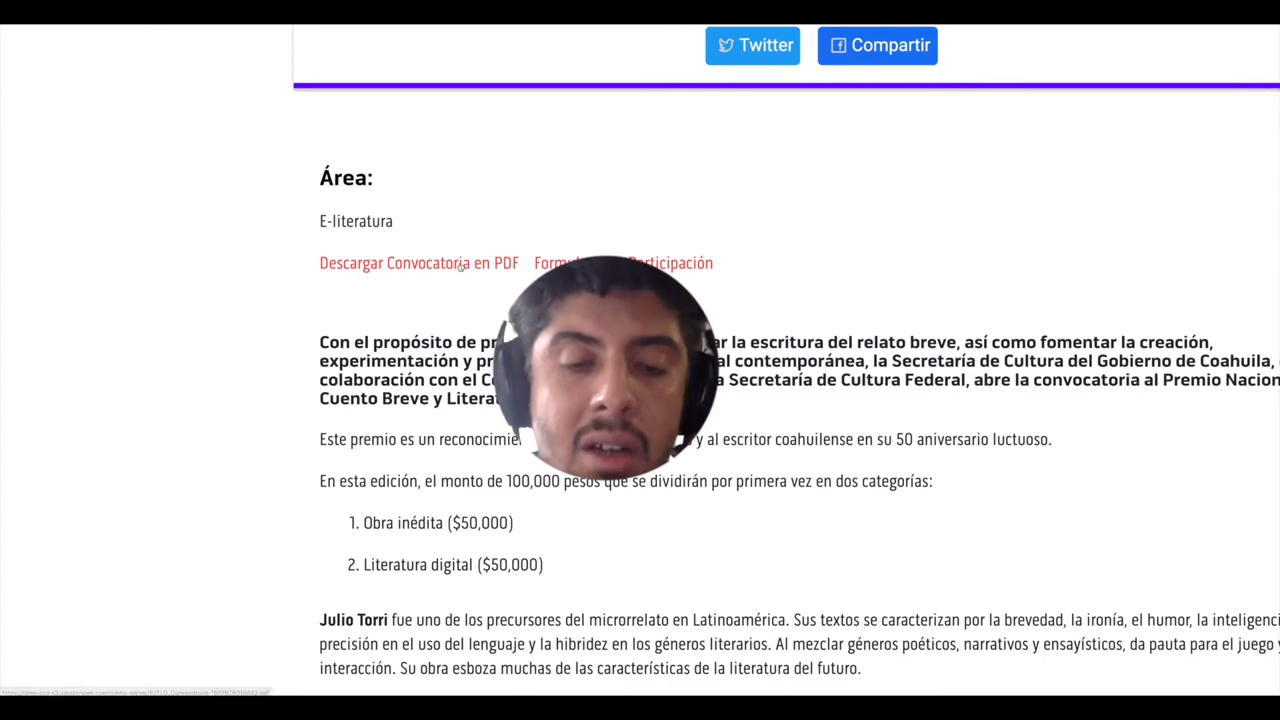 Twitter Compartir
Área:
E-literatura
Descargar Convocatoria en PDF Participación
Con el propósito de la escritura del relato breve, así como fomentar la creación,
experimentación y contemporánea, la Secretaría de Cultura del Gobierno de Coahuila,
colaboración con el Secretaría de Cultura Federal, abre la convocatoria al Premio
Cuento Breve y
Este premio es un y al escritor coahuilense en su 50 aniversario luctuoso.
En esta edición, el monto de 100,000 pesos que se dividirán por primera vez en dos categorías:
1. Obra inédita ($50,000)
2. Literatura digital ($50,000)
Julio Torri fue uno de los precursores del microrrelato en Latinoamérica. Sus textos se caracterizan por la brevedad, la ironía, el humor, la
precisión en el uso del lenguaje y la hibridez en los géneros literarios. Al mezclar géneros poéticos, narrativos y ensayísticos, da pauta para el juego y
interacción. Su obra esboza muchas de las características de la literatura del futuro.